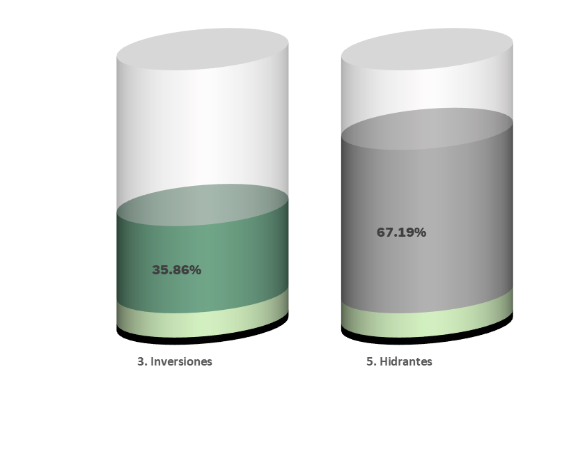 67.19%
35.86%
3. Inversiones
5. Hidrantes